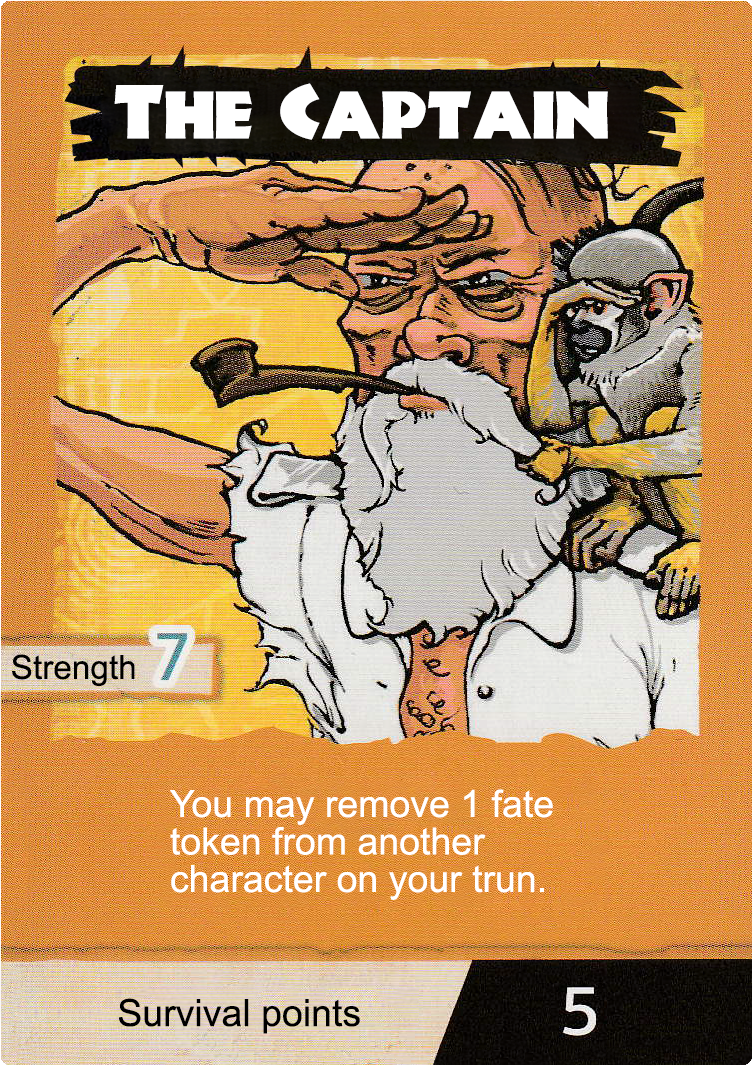 THE CAPTAIN
Strength 7
You may remove 1 fate
token from another
character on your trun.
Survival points 5